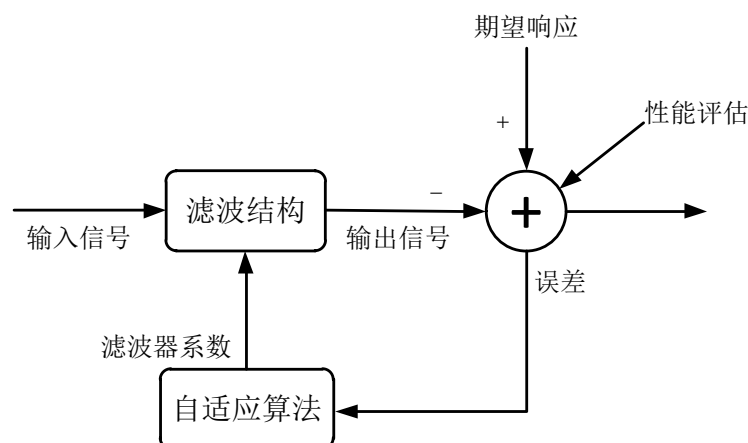 期望响应
+
性能评估
−
滤波结构
+
输入信号
输出信号
误差
滤波器系数
自适应算法